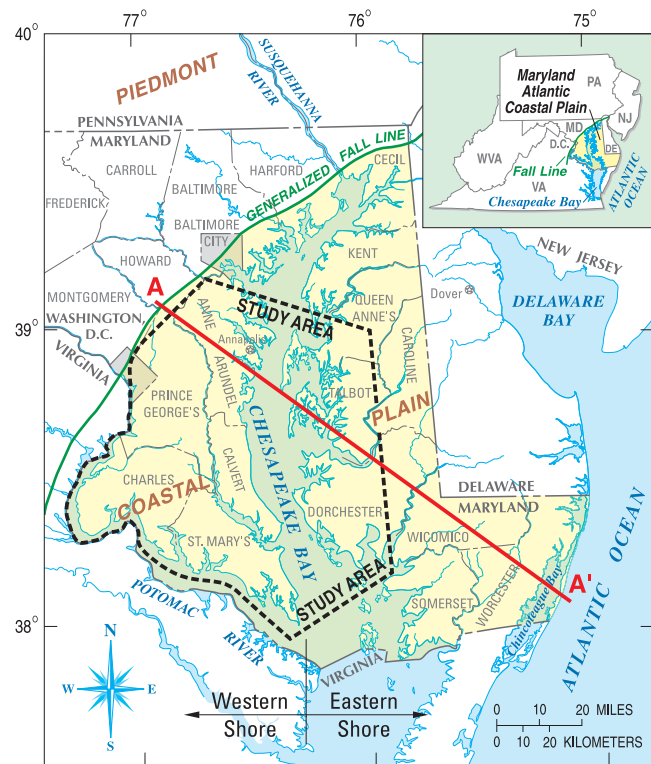 77°
76°
75°
40°
39°
38°
PIEDMONT
SUSQUEHANNA
RIVER
PENNSYLVANIA
MARYLAND
CARROLL
HARFORD
CECIL
BALTIMORE
FREDERICK
BALTIMORE
CITY
GENERALIZED FALL LINE
HOWARD
KENT
MONTGOMERY
WASHINGTON,
D.C.
VIRGINIA
A
STUDY AREA
QUEEN
ANNE'S
Dover
NEW JERSEY
DELAWARE
BAY
ANNE
ARUNDEL
Annapolis
CAROLINE
TALBOT
PRINCE
GEORGE'S
PLAIN
CHESAPEAKE BAY
CALVERT
CHARLES
COASTAL
DORCHESTER
DELAWARE
MARYLAND
WICOMICO
ST. MARY'S
STUDY AREA
SOMERSET
WORCESTER
A'
Chincoteague Bay
ATLANTIC OCEAN
POTOMAC
RIVER
VIRGINIA
N
W
E
S
Western
Shore
Eastern
Shore
0 10 20 MILES
0 10 20 KILOMETERS
Maryland
Atlantic
Coastal Plain
PA
NJ
MD
D.C.
DE
WVA
Fall Line
VA
Chesapeake Bay
ATLANTIC
OCEAN